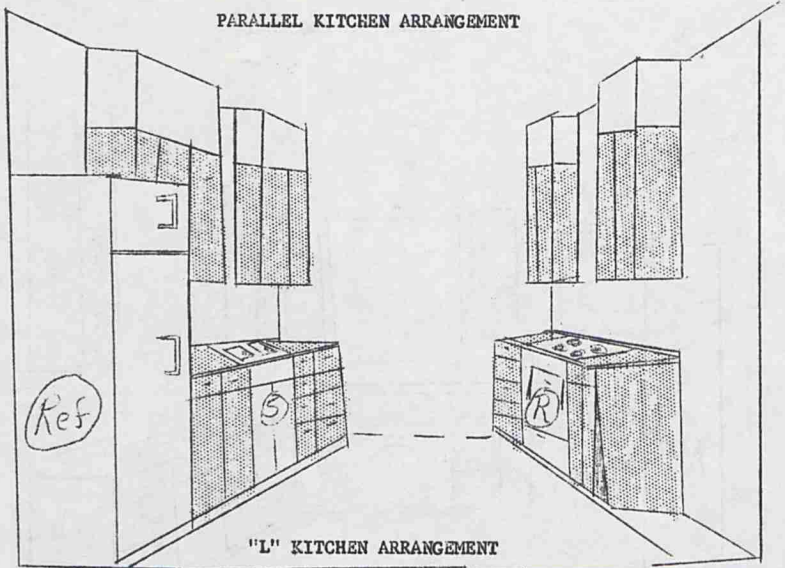 PARALLEL KITCHEN ARRANGEMENT
Ref
S
R
"L" KITCHEN ARRANGEMENT